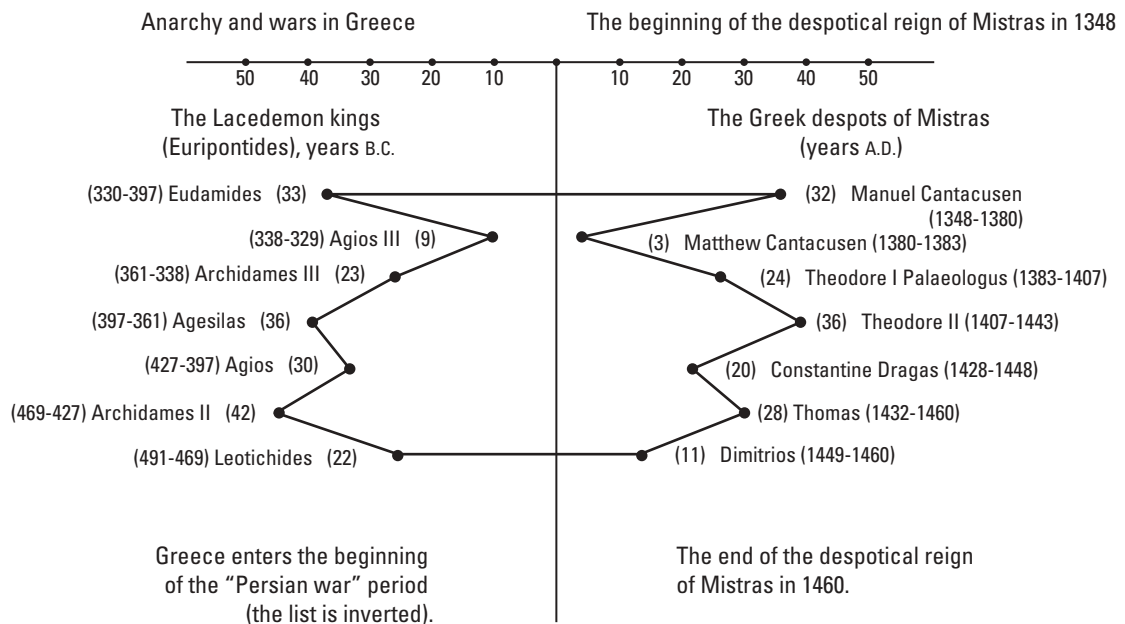 Anarchy and wars in Greece
The beginning of the despotical reign of Mistras in 1348
50 40 30 20 10 10 20 30 40 50
The Lacedemon kings
(Euripontides), years B.C.
The Greek despots of Mistras
(years A.D.)
(330-397) Eudamides (33)
(32) Manuel Cantacusen
(1348-1380)
(338-329) Agios III (9)
(3) Matthew Cantacusen (1380-1383)
(361-338) Archidames III (23)
(24) Theodore I Palaeologus (1383-1407)
(397-361) Agesilas (36)
(36) Theodore II (1407-1443)
(427-397) Agios (30)
(20) Constantine Dragas (1428-1448)
(469-427) Archidames II (42)
(28) Thomas (1432-1460)
(491-469) Leotichides (22)
(11) Dimitrios (1449-1460)
Greece enters the beginning
of the “Persian war” period
(the list is inverted).
The end of the despotical reign
of Mistras in 1460.